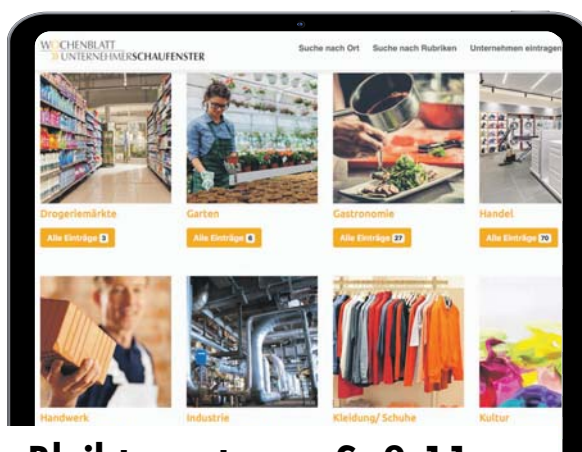 WOCHENBLATT
UNTERNEHMERSCHAUFENSTER
Suche nach Ort Suche nach Rubriken Unternehmen eintragen
Drogeriemärkte Garten Gastronomie Handel
Alle Einträge 3 Alle Einträge 6 Alle Einträge 27 Alle Einträge 70
Handwerk Industrie Kleidung/ Schuhe Kultur